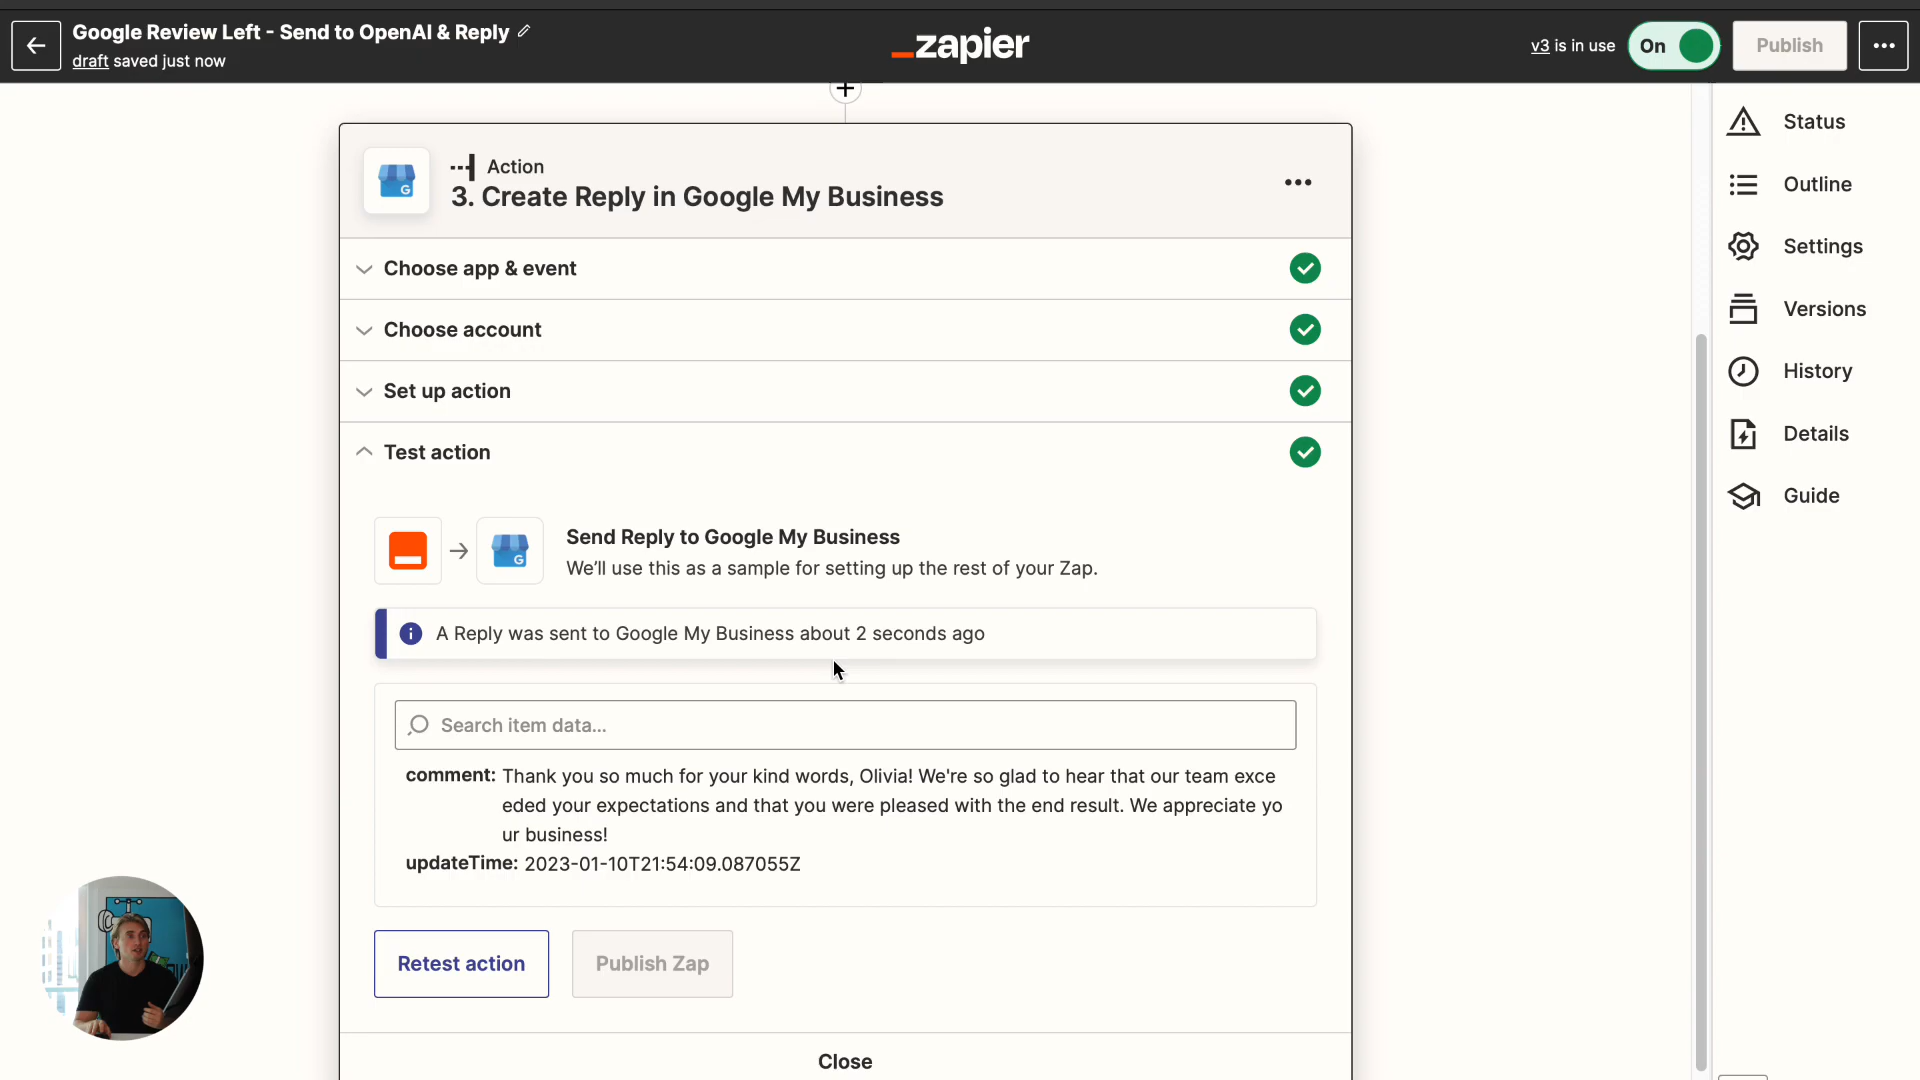 Google Review Left - Send to OpenAI & Reply
draft saved just now
zapier
v3 is in use
On
Publish
Action
3. Create Reply in Google My Business
Choose app & event
Choose account
Set up action
Test action
Send Reply to Google My Business
We'll use this as a sample for setting up the rest of your Zap.
A Reply was sent to Google My Business about 2 seconds ago
Search item data...
comment: Thank you so much for your kind words, Olivia! We're so glad to hear that our team exce
eded your expectations and that you were pleased with the end result. We appreciate yo
ur business!
updateTime: 2023-01-10T21:54:09.087055Z
Retest action
Publish Zap
Close
Status
Outline
Settings
Versions
History
Details
Guide